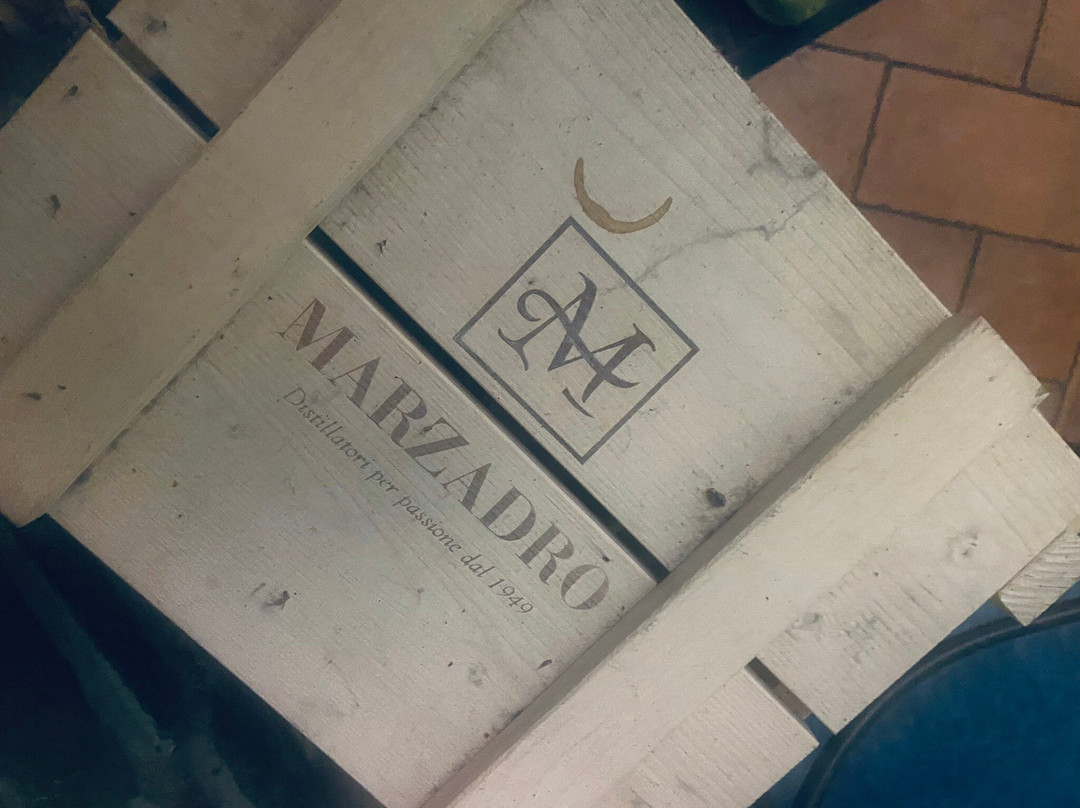 M
MARZADRO
Distillatori per passione dal 1949